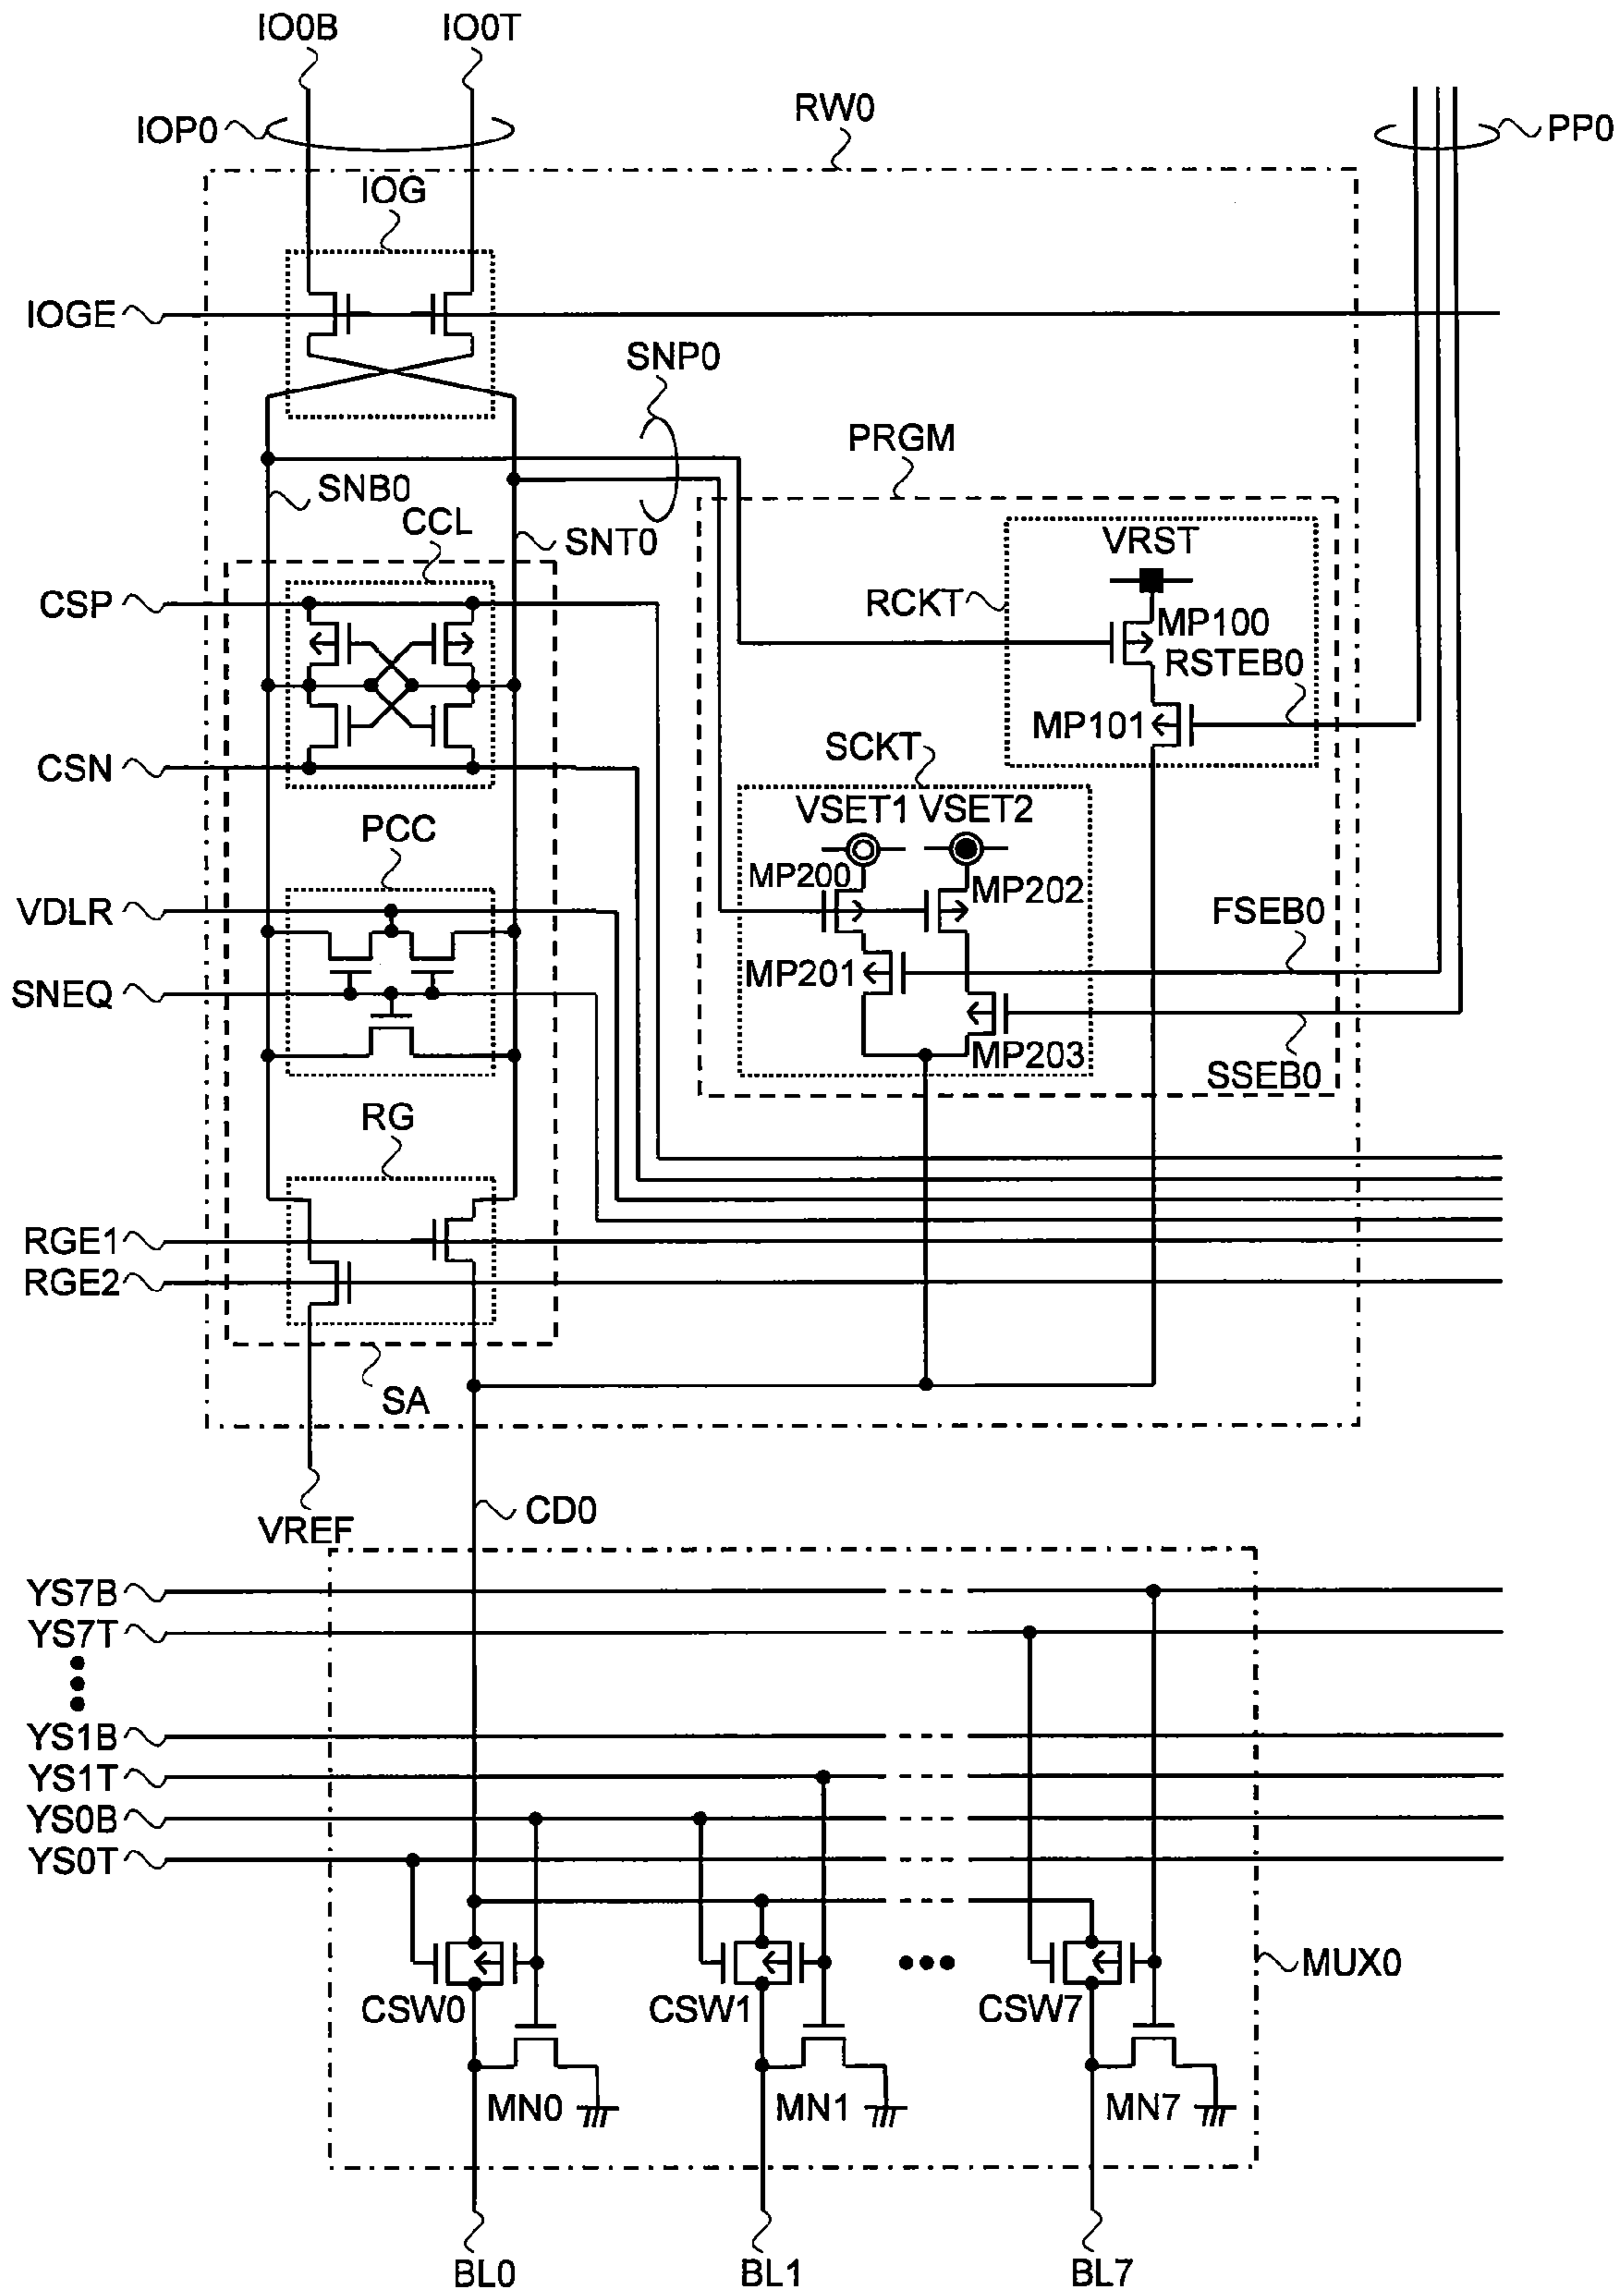 IO0B IO0T
RW0
IOP0 PP0
IOG
IOGE
SNP0
PRGM
SNB0
CCL
SNT0
VRST
CSP
RCKT
MP100
RSTEB0
MP101
SCKT
CSN
VSET1 VSET2
PCC
MP200
MP202
VDLR
FSEB0
MP201
SNEQ
MP203
SSEB0
RG
RGE1
RGE2
SA
CD0
VREF
YS7B
YS7T
YS1B
YS1T
YS0B
YS0T
MUX0
CSW0 CSW1 CSW7
MN0 MN1 MN7
BL0 BL1 BL7